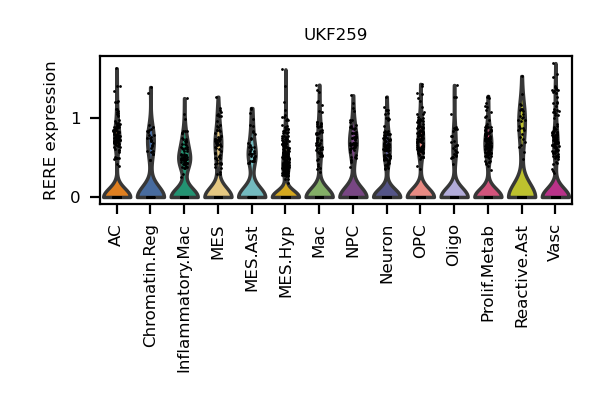 UKF259
RERE expression
1
0
AC
Chromatin.Reg
Inflammatory.Mac
MES
MES.Ast
MES.Hyp
Mac
NPC
Neuron
OPC
Oligo
Prolif.Metab
Reactive.Ast
Vasc